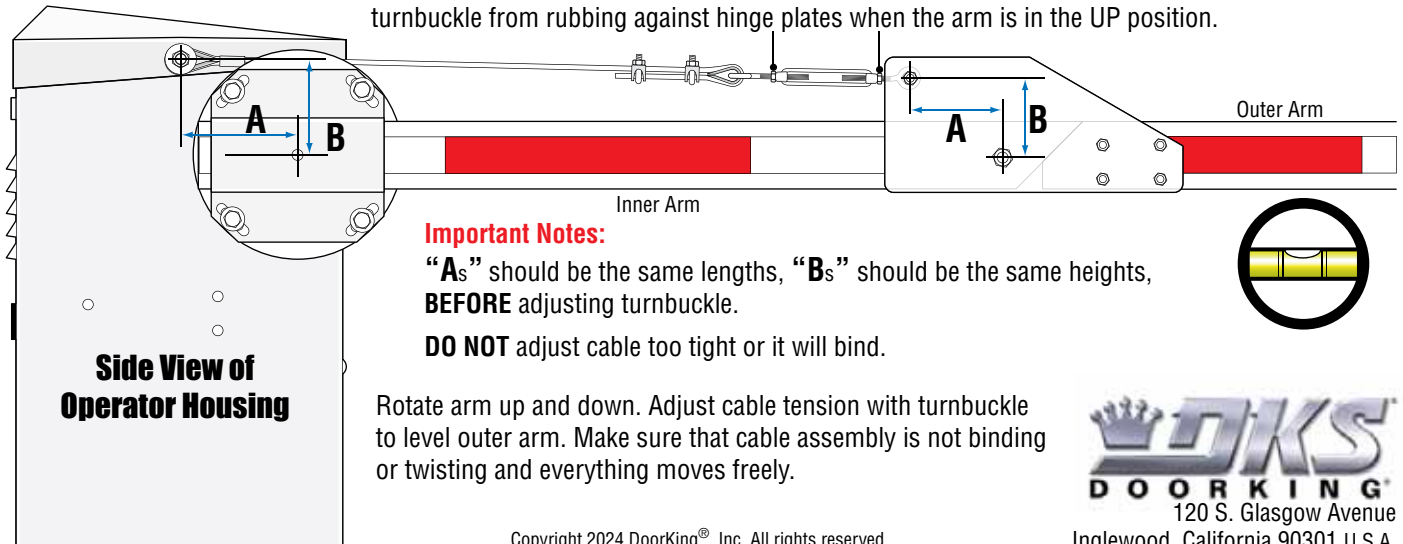 turnbuckle from rubbing against hinge plates when the arm is in the UP position.
A
B
A
B
Outer Arm
Inner Arm
Important Notes:
“As” should be the same lengths, “Bs” should be the same heights,
BEFORE adjusting turnbuckle.
DO NOT adjust cable too tight or it will bind.
Side View of
Operator Housing
Rotate arm up and down. Adjust cable tension with turnbuckle
to level outer arm. Make sure that cable assembly is not binding
or twisting and everything moves freely.
DKS
DOORKING®
120 S. Glasgow Avenue
Inglewood, California 90301 U.S.A.
Copyright 2024 DoorKing®, Inc. All rights reserved.